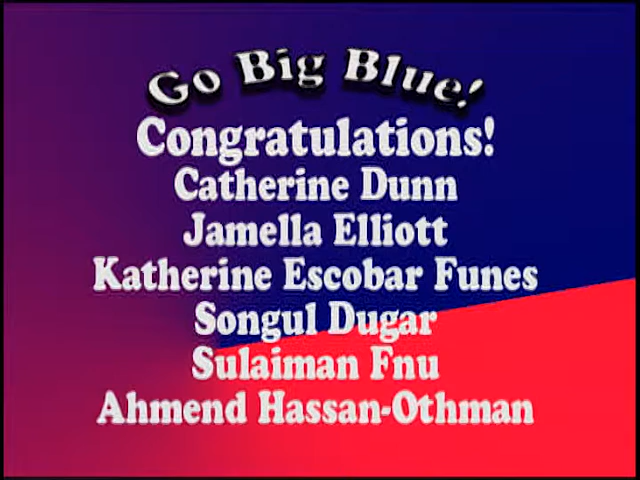 Go Big Blue!
Congratulations!
Catherine Dunn
Jamella Elliott
Katherine Escobar Funes
Songul Dugar
Sulaiman Fnu
Ahmend Hassan-Othman